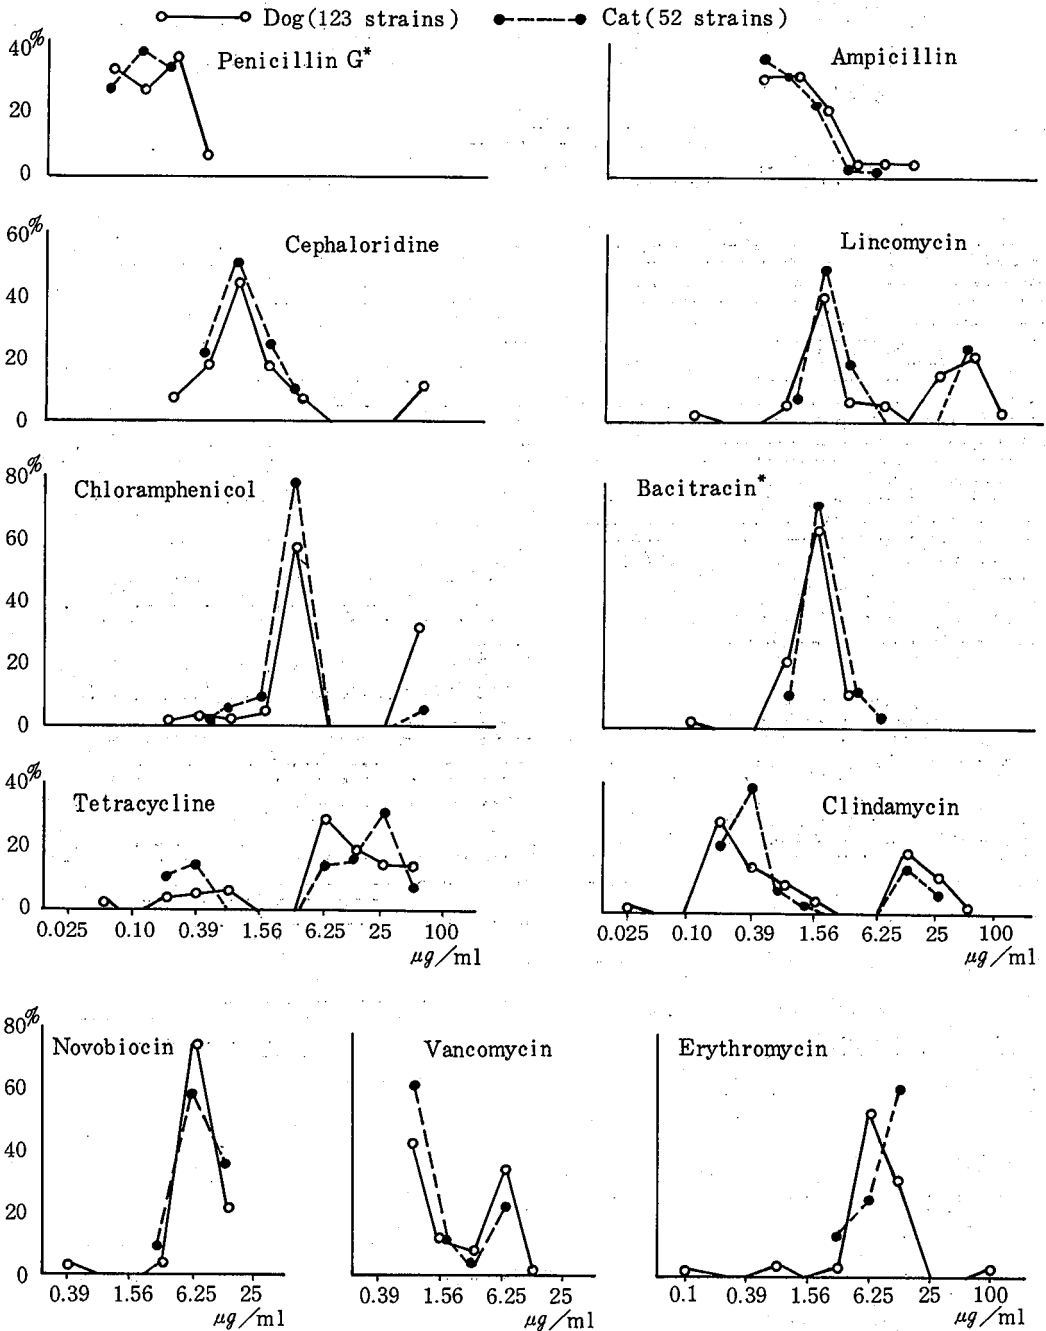 Dog(123 strains) Cat(52 strains)
40% Penicillin G* Ampicillin
20
0
60% Cephaloridine Lincomycin
40
20
0
80% Chloramphenicol Bacitracin*
60
40
20
0
40% Tetracycline Clindamycin
20
0
0.025 0.10 0.39 1.56 6.25 25 100 0.025 0.10 0.39 1.56 6.25 25 100
μg/ml μg/ml
80% Novobiocin Vancomycin Erythromycin
60
40
20
0
0.39 1.56 6.25 25 0.39 1.56 6.25 25 0.1 0.39 1.56 6.25 25 100
μg/ml μg/ml μg/ml